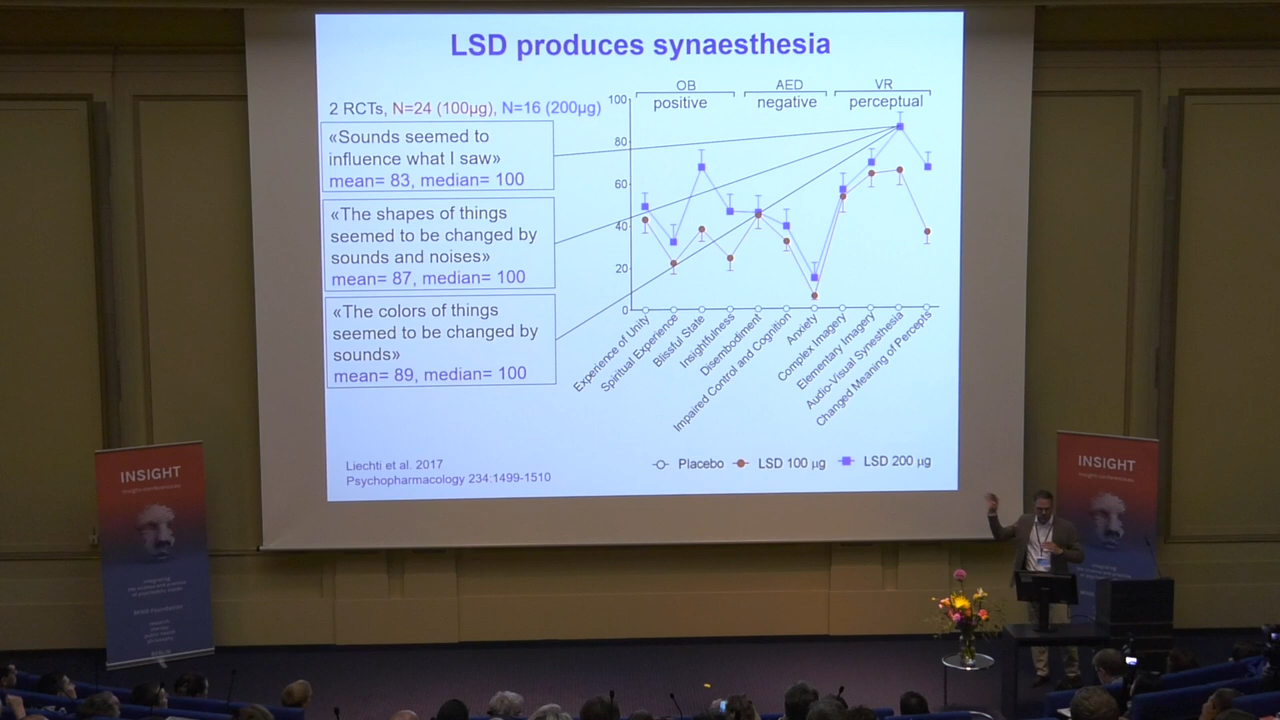 LSD produces synaesthesia
2 RCTs, N=24 (100µg), N=16 (200µg)
«Sounds seemed to
influence what I saw»
mean= 83, median= 100
«The shapes of things
seemed to be changed by
sounds and noises»
mean= 87, median= 100
«The colors of things
seemed to be changed by
sounds»
mean= 89, median= 100
OB
positive
AED
negative
VR
perceptual
100
80
60
40
20
0
Experience of Unity
Spiritual Experience
Blissful State
Insightfulness
Disembodiment
Impaired Control and Cognition
Anxiety
Complex Imagery
Elementary Imagery
Audio-Visual Synesthesia
Changed Meaning of Percepts
Placebo
LSD 100 µg
LSD 200 µg
Liechti et al. 2017
Psychopharmacology 234:1499-1510
INSIGHT
INSIGHT